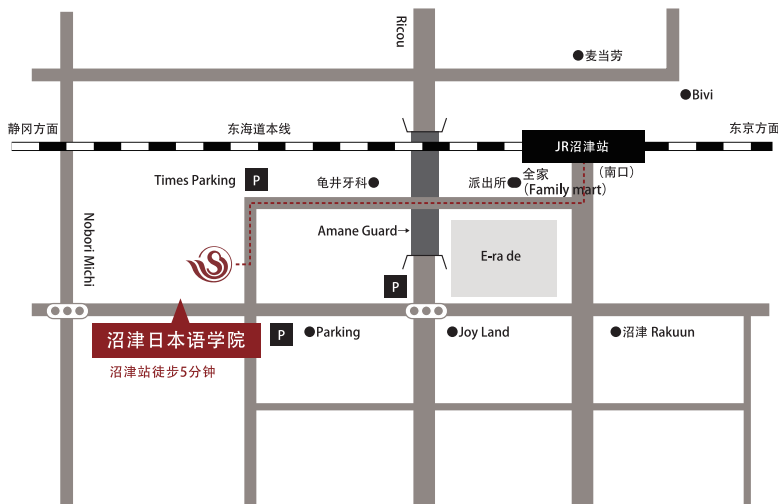 Ricou
麦当劳
Bivi
静冈方面
东海道本线
JR沼津站
东京方面
(南口)
Times Parking
P
龟井牙科
派出所
全家
(Family mart)
Amane Guard→
Nobori Michi
E-ra de
P
沼津日本语学院
P
Parking
Joy Land
沼津 Rakuun
沼津站徒步5分钟